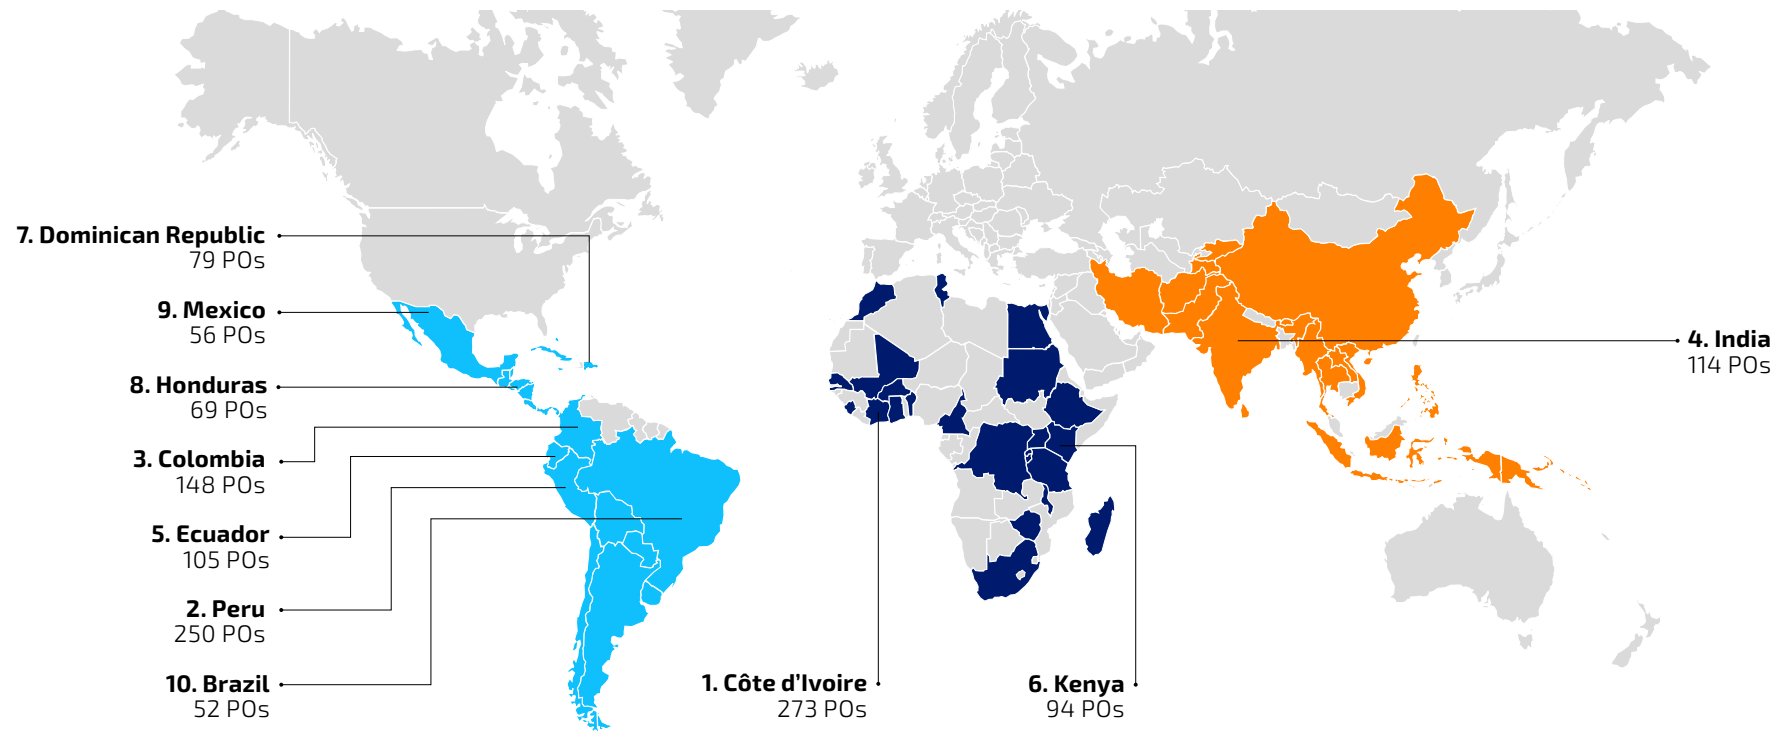 7. Dominican Republic
79 POs
9. Mexico
56 POs
8. Honduras
69 POs
3. Colombia
148 POs
5. Ecuador
105 POs
2. Peru
250 POs
10. Brazil
52 POs
1. Côte d’Ivoire
273 POs
6. Kenya
94 POs
4. India
114 POs